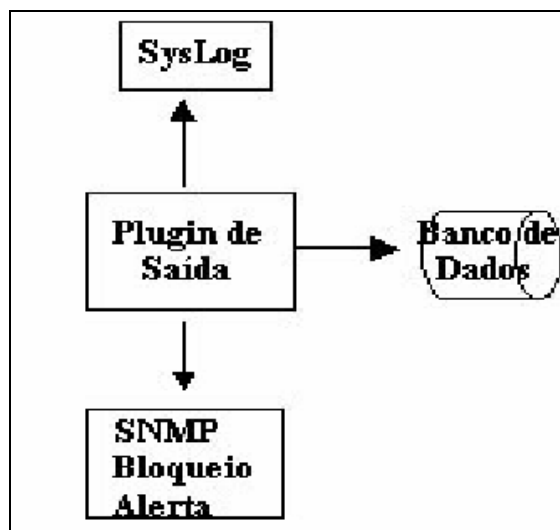 SysLog
Plugin de
Saída
Banco de
Dados
SNMP
Bloqueio
Alerta